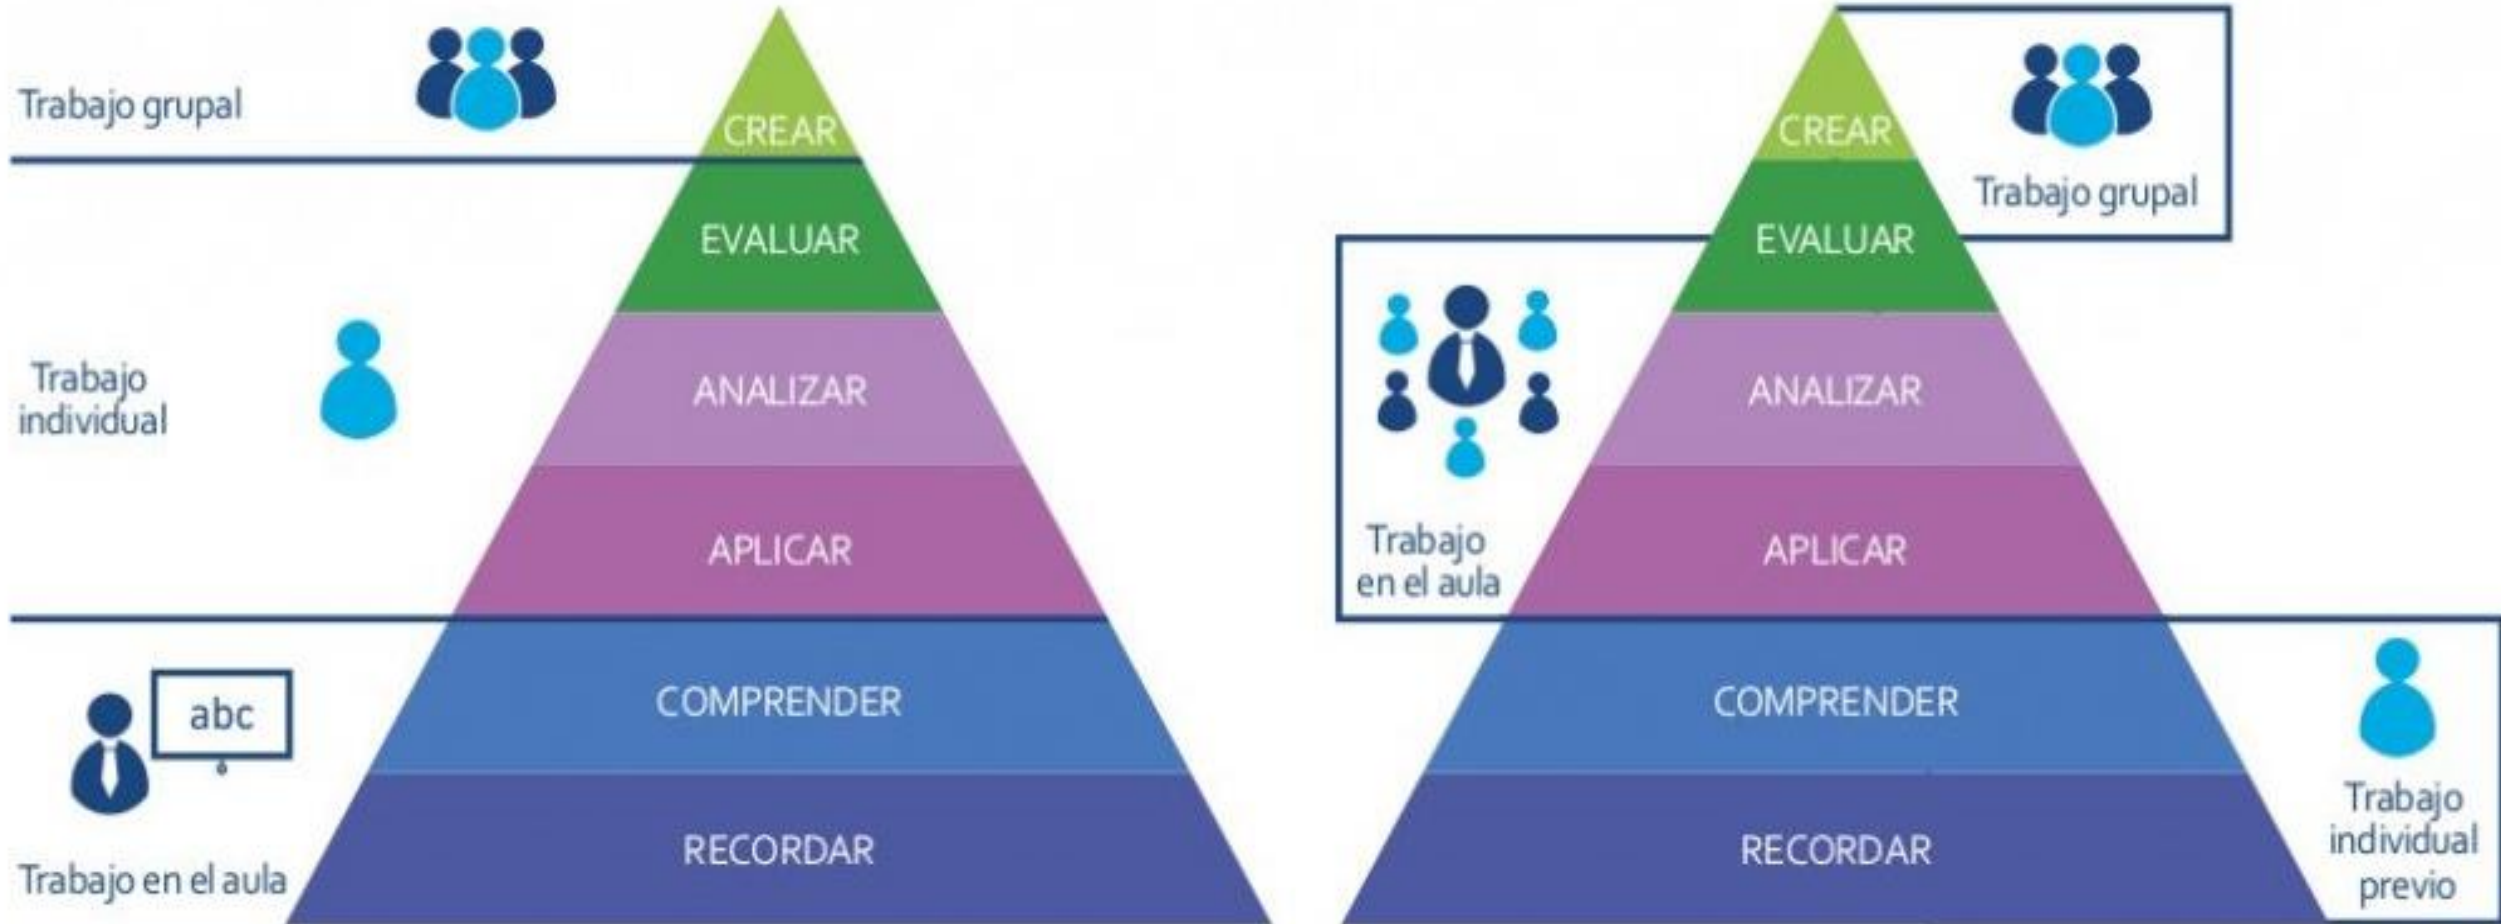 Trabajo grupal
CREAR
EVALUAR
Trabajo
individual
ANALIZAR
APLICAR
COMPRENDER
abc
RECORDAR
Trabajo en el aula
CREAR
Trabajo grupal
EVALUAR
ANALIZAR
Trabajo
en el aula
APLICAR
COMPRENDER
RECORDAR
Trabajo
individual
previo